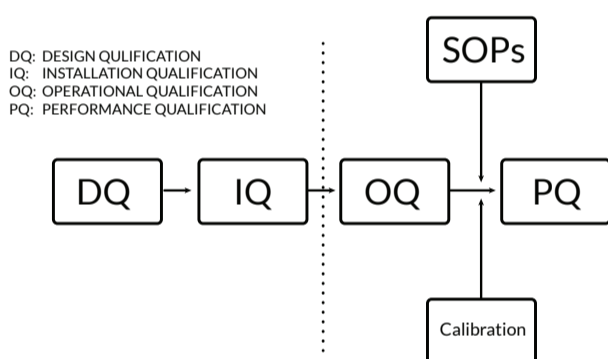 DQ: DESIGN QULIFICATION
IQ: INSTALLATION QUALIFICATION
OQ: OPERATIONAL QUALIFICATION
PQ: PERFORMANCE QUALIFICATION
SOPs
DQ
IQ
OQ
PQ
Calibration